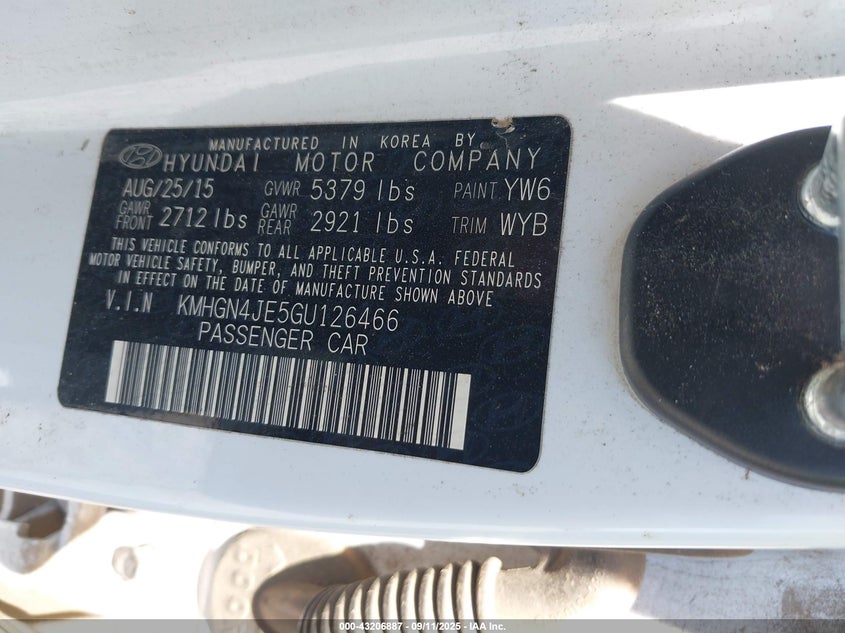 MANUFACTURED IN KOREA BY
HYUNDAI MOTOR COMPANY
AUG/25/15 GVWR 5379 lbs PAINT YW6
GAWR FRONT 2712 lbs GAWR REAR 2921 lbs TRIM WYB
THIS VEHICLE CONFORMS TO ALL APPLICABLE U.S.A. FEDERAL
MOTOR VEHICLE SAFETY, BUMPER, AND THEFT PREVENTION STANDARDS
IN EFFECT ON THE DATE OF MANUFACTURE SHOWN ABOVE.
V.I.N KMHGN4JE5GU126466
PASSENGER CAR
000-43206887 - 09/11/2025 - IAA Inc.